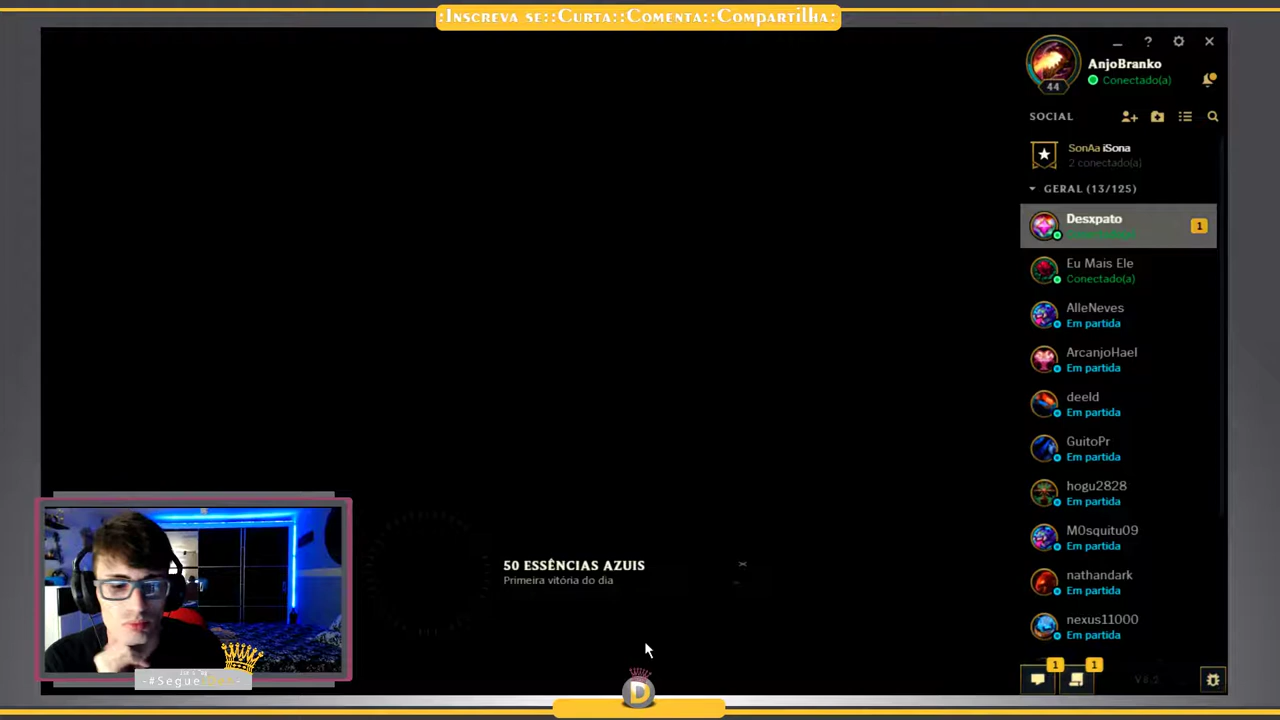 :Inscreva se::Curta::Comenta::Compartilha:
AnjoBranko
Conectado(a)
44
SOCIAL
SonAa iSona
2 conectado(a)
GERAL (13/125)
Desxpato
1
Eu Mais Ele
Conectado(a)
AlleNeves
Em partida
ArcanjoHael
Em partida
deeld
Em partida
GuitoPr
Em partida
hogu2828
Em partida
M0squitu09
Em partida
nathandark
Em partida
nexus11000
Em partida
50 ESSÊNCIAS AZUIS
Primeira vitória do dia
1
1
-#Segue
D